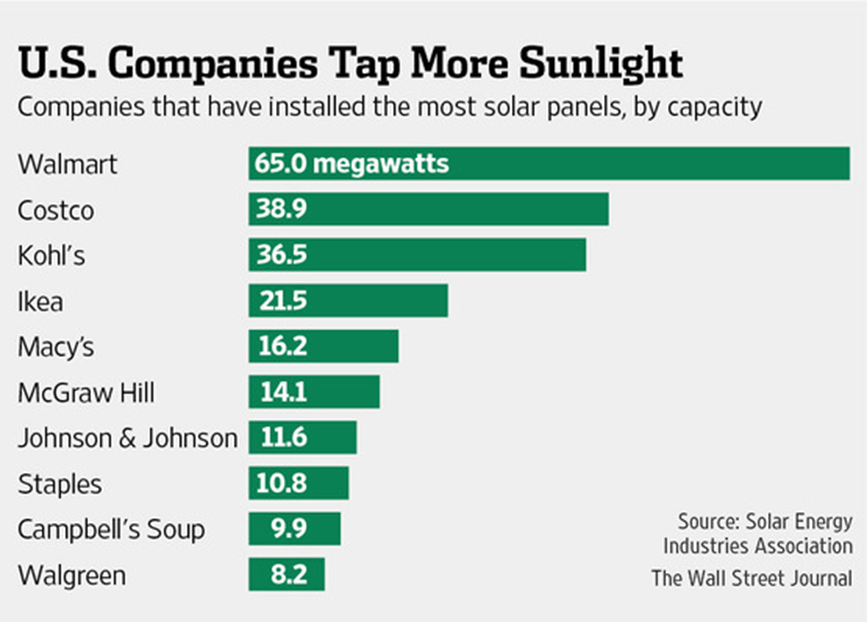 U.S. Companies Tap More Sunlight
Companies that have installed the most solar panels, by capacity
Walmart 65.0 megawatts
Costco 38.9
Kohl's 36.5
Ikea 21.5
Macy's 16.2
McGraw Hill 14.1
Johnson & Johnson 11.6
Staples 10.8
Campbell's Soup 9.9
Walgreen 8.2
Source: Solar Energy
Industries Association
The Wall Street Journal